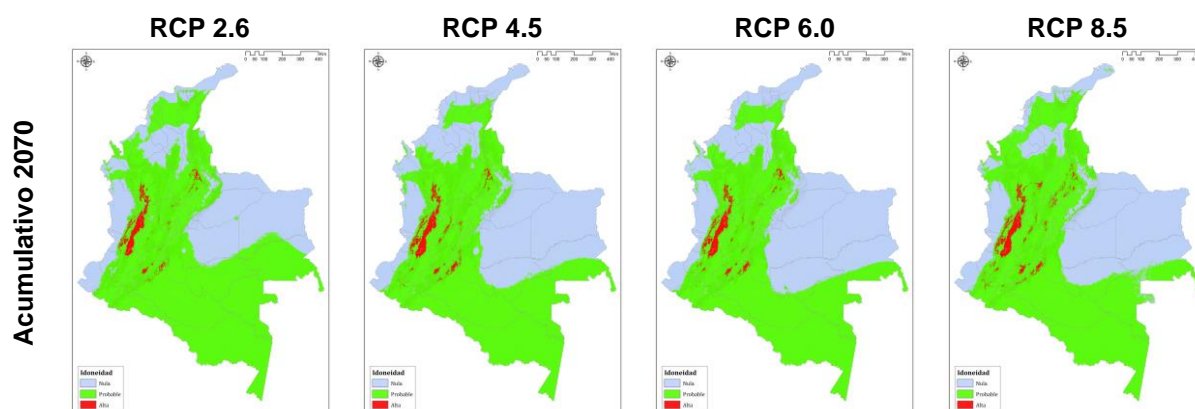 RCP 2.6
RCP 4.5
RCP 6.0
RCP 8.5
Acumulativo 2070
Idoneidad
Nula
Probable
Alta
Idoneidad
Nula
Probable
Alta
Idoneidad
Nula
Probable
Alta
Idoneidad
Nula
Probable
Alta